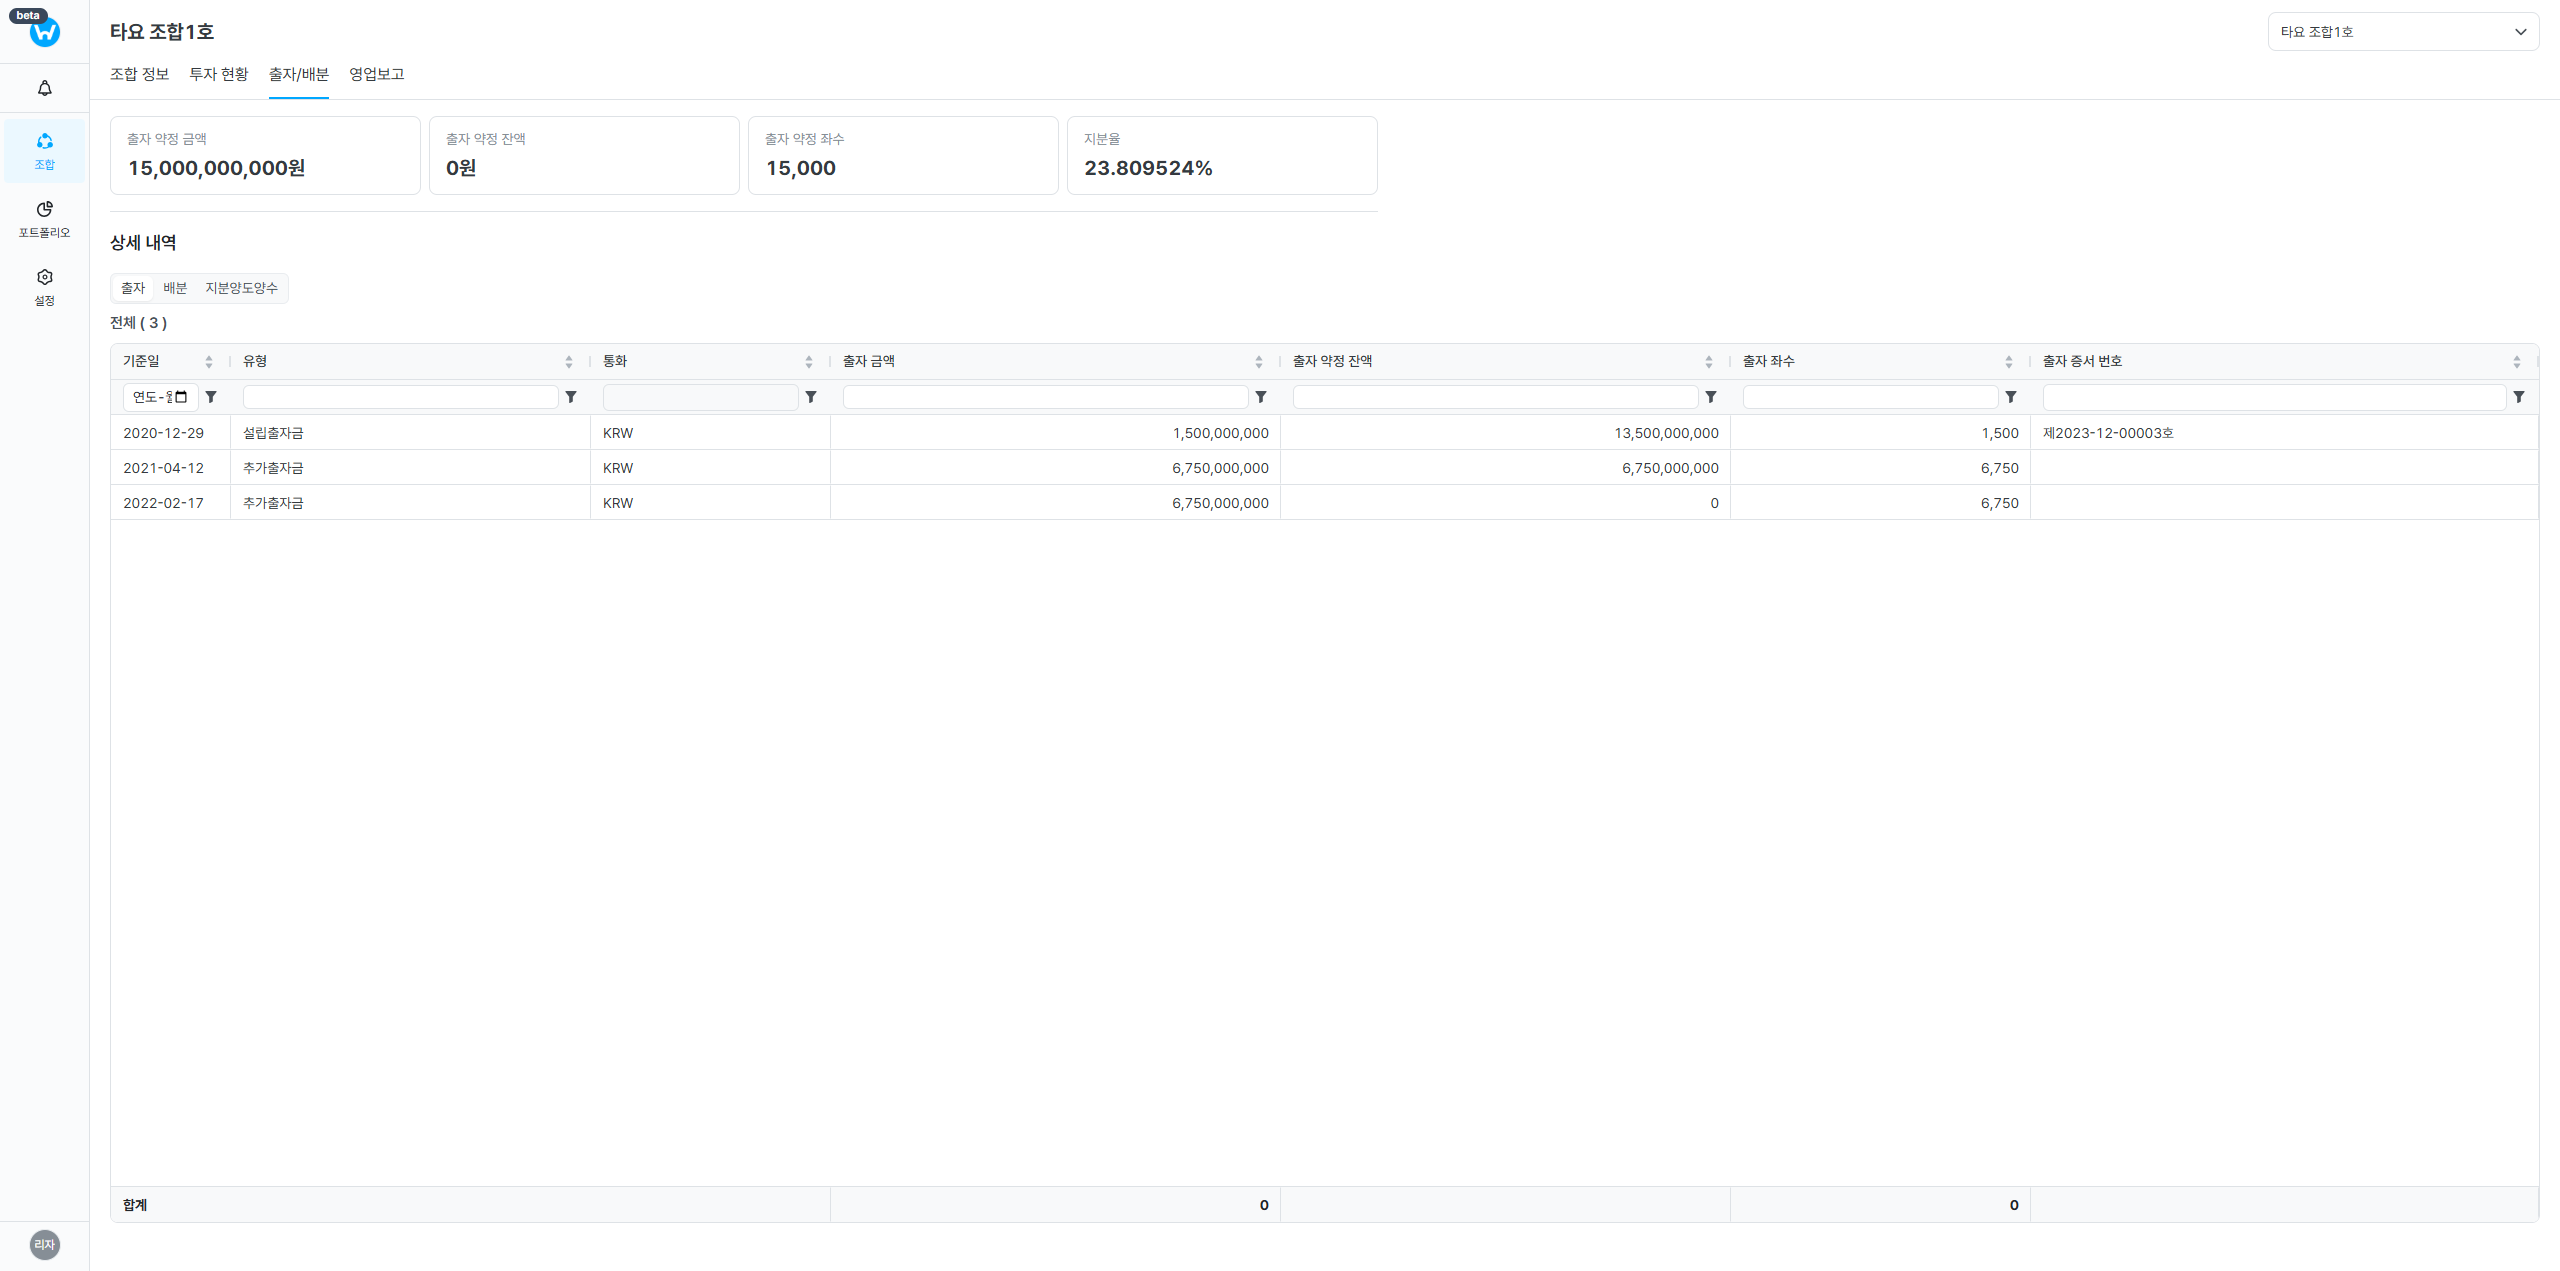 beta
타요 조합1호
타요 조합1호
조합 정보 투자 현황 출자/배분 영업보고
조합
포트폴리오
설정
출자 약정 금액
15,000,000,000원
출자 약정 잔액
0원
출자 약정 좌수
15,000
지분율
23.809524%
상세 내역
출자 배분 지분양도양수
전체 ( 3 )
기준일 유형 통화 출자 금액 출자 약정 잔액 출자 좌수 출자 증서 번호
연도-
2020-12-29 설립출자금 KRW 1,500,000,000 13,500,000,000 1,500 제2023-12-00003호
2021-04-12 추가출자금 KRW 6,750,000,000 6,750,000,000 6,750
2022-02-17 추가출자금 KRW 6,750,000,000 0 6,750
합계 0 0
리자